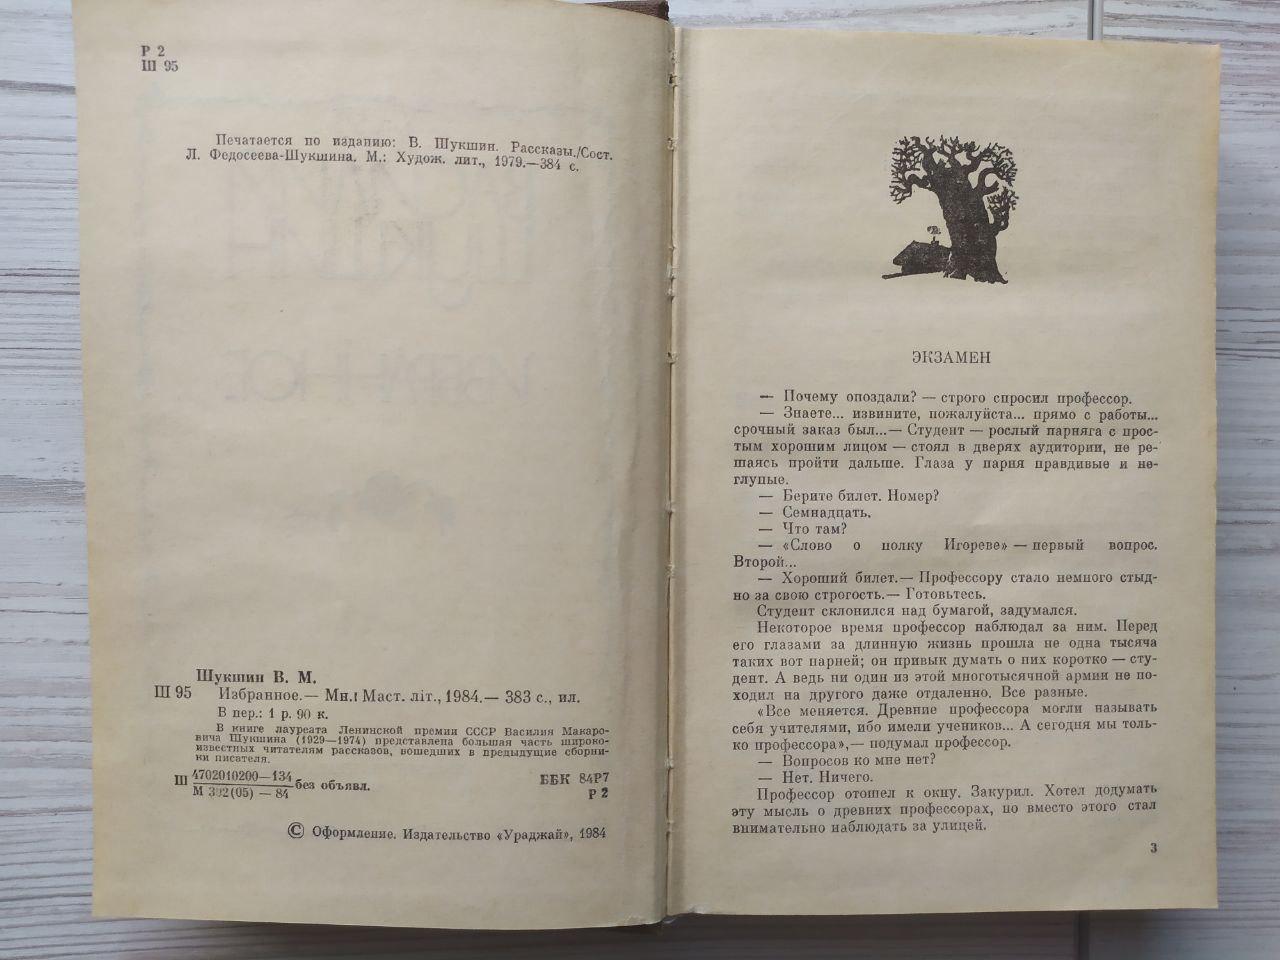 Р 2
Ш 95
Печатается по изданию: В. Шукшин. Рассказы./Сост.
Л. Федосеева-Шукшина. М.: Худож. лит., 1979.—384 с.
Шукшин В. М.
Ш 95 Избранное.— Мн.: Маст. літ., 1984.— 383 с., ил.
В пер.: 1 р. 90 к.
В книге лауреата Ленинской премии СССР Василия Макаро-
вича Шукшина (1929—1974) представлена большая часть широко-
известных читателям рассказов, вошедших в предыдущие сборни-
ки писателя.
Ш 4702010200—134 без объявл. ББК 84Р7
М 302(05) — 84 Р 2
© Оформление. Издательство «Ураджай», 1984
ЭКЗАМЕН
— Почему опоздали? — строго спросил профессор.
— Знаете... извините, пожалуйста... прямо с работы...
срочный заказ был...— Студент — рослый парняга с прос-
тым хорошим лицом — стоял в дверях аудитории, не ре-
шаясь пройти дальше. Глаза у парня правдивые и не-
глупые.
— Берите билет. Номер?
— Семнадцать.
— Что там?
— «Слово о полку Игореве» — первый вопрос.
Второй...
— Хороший билет.— Профессору стало немного стыд-
но за свою строгость.— Готовьтесь.
Студент склонился над бумагой, задумался.
Некоторое время профессор наблюдал за ним. Перед
его глазами за длинную жизнь прошла не одна тысяча
таких вот парней; он привык думать о них коротко — сту-
дент. А ведь ни один из этой многотысячной армии не по-
ходил на другого даже отдаленно. Все разные.
«Все меняется. Древние профессора могли называть
себя учителями, ибо имели учеников... А сегодня мы толь-
ко профессора»,— подумал профессор.
— Вопросов ко мне нет?
— Нет. Ничего.
Профессор отошел к окну. Закурил. Хотел додумать
эту мысль о древних профессорах, но вместо этого стал
внимательно наблюдать за улицей.
3